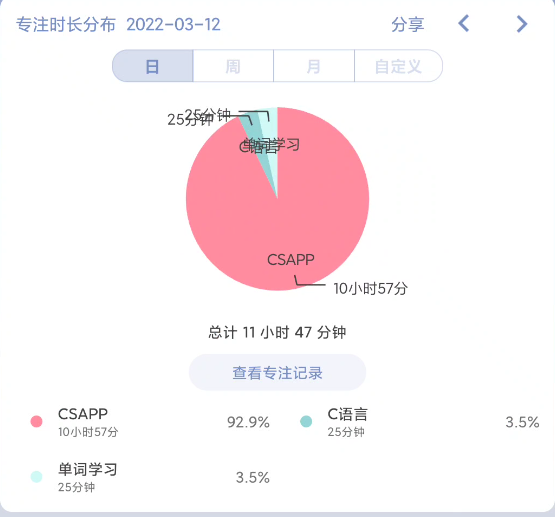 专注时长分布 2022-03-12 分享
日 周 月 自定义
25分钟
25分钟
C语言
单词学习
CSAPP
10小时57分
总计 11 小时 47 分钟
查看专注记录
CSAPP 92.9% C语言 3.5%
10小时57分 25分钟
单词学习 3.5%
25分钟